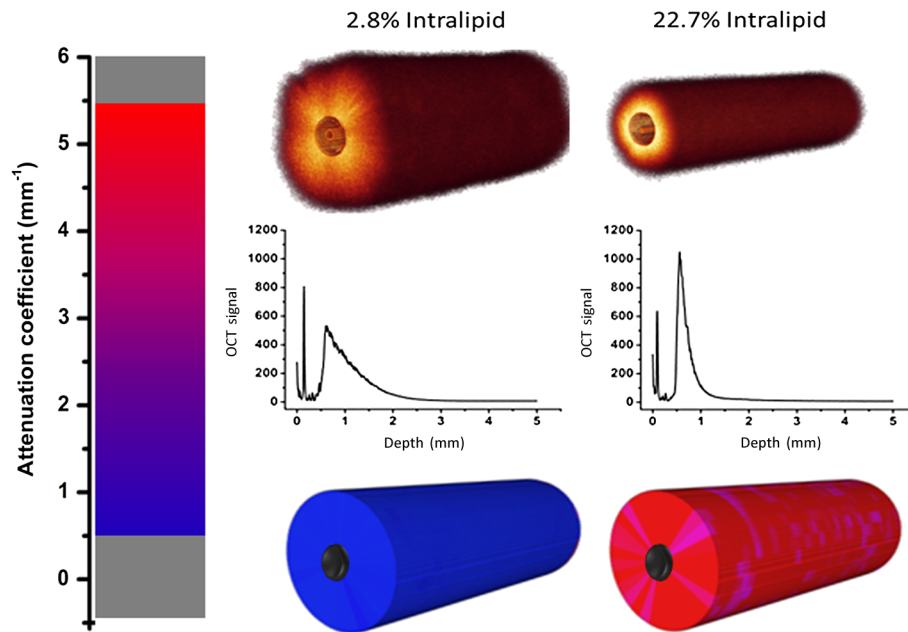 2.8% Intralipid
22.7% Intralipid
Attenuation coefficient (mm-1)
6
5
4
3
2
1
0
OCT signal
1200
1000
800
600
400
200
0
0 1 2 3 4 5
Depth (mm)
OCT signal
1200
1000
800
600
400
200
0
0 1 2 3 4 5
Depth (mm)